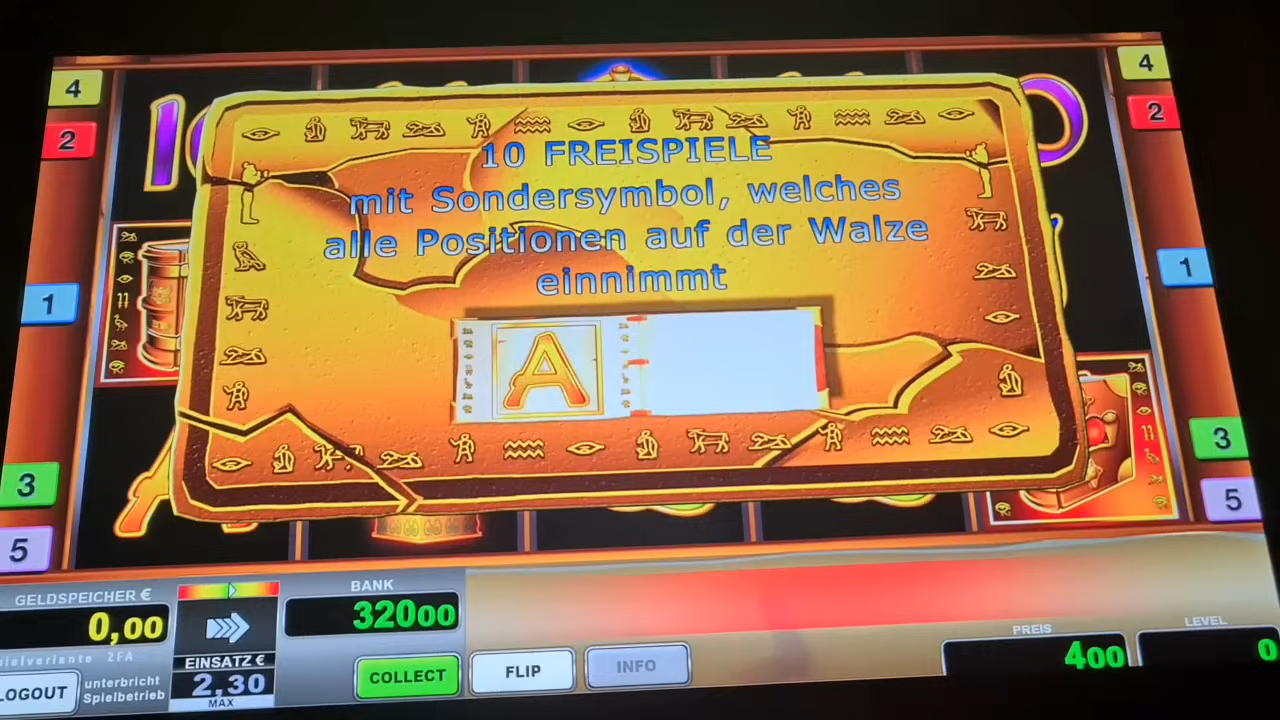 4
4
2
2
10 FREISPIELE
mit Sondersymbol, welches
alle Positionen auf der Walze
einnimmt
1
1
A
3
3
5
5
GELDSPEICHER €
0,00
2FA
LOGOUT
unterbricht
Spielbetrieb
EINSATZ €
2,30
MAX
BANK
32000
COLLECT
FLIP
INFO
PREIS
400
LEVEL
0